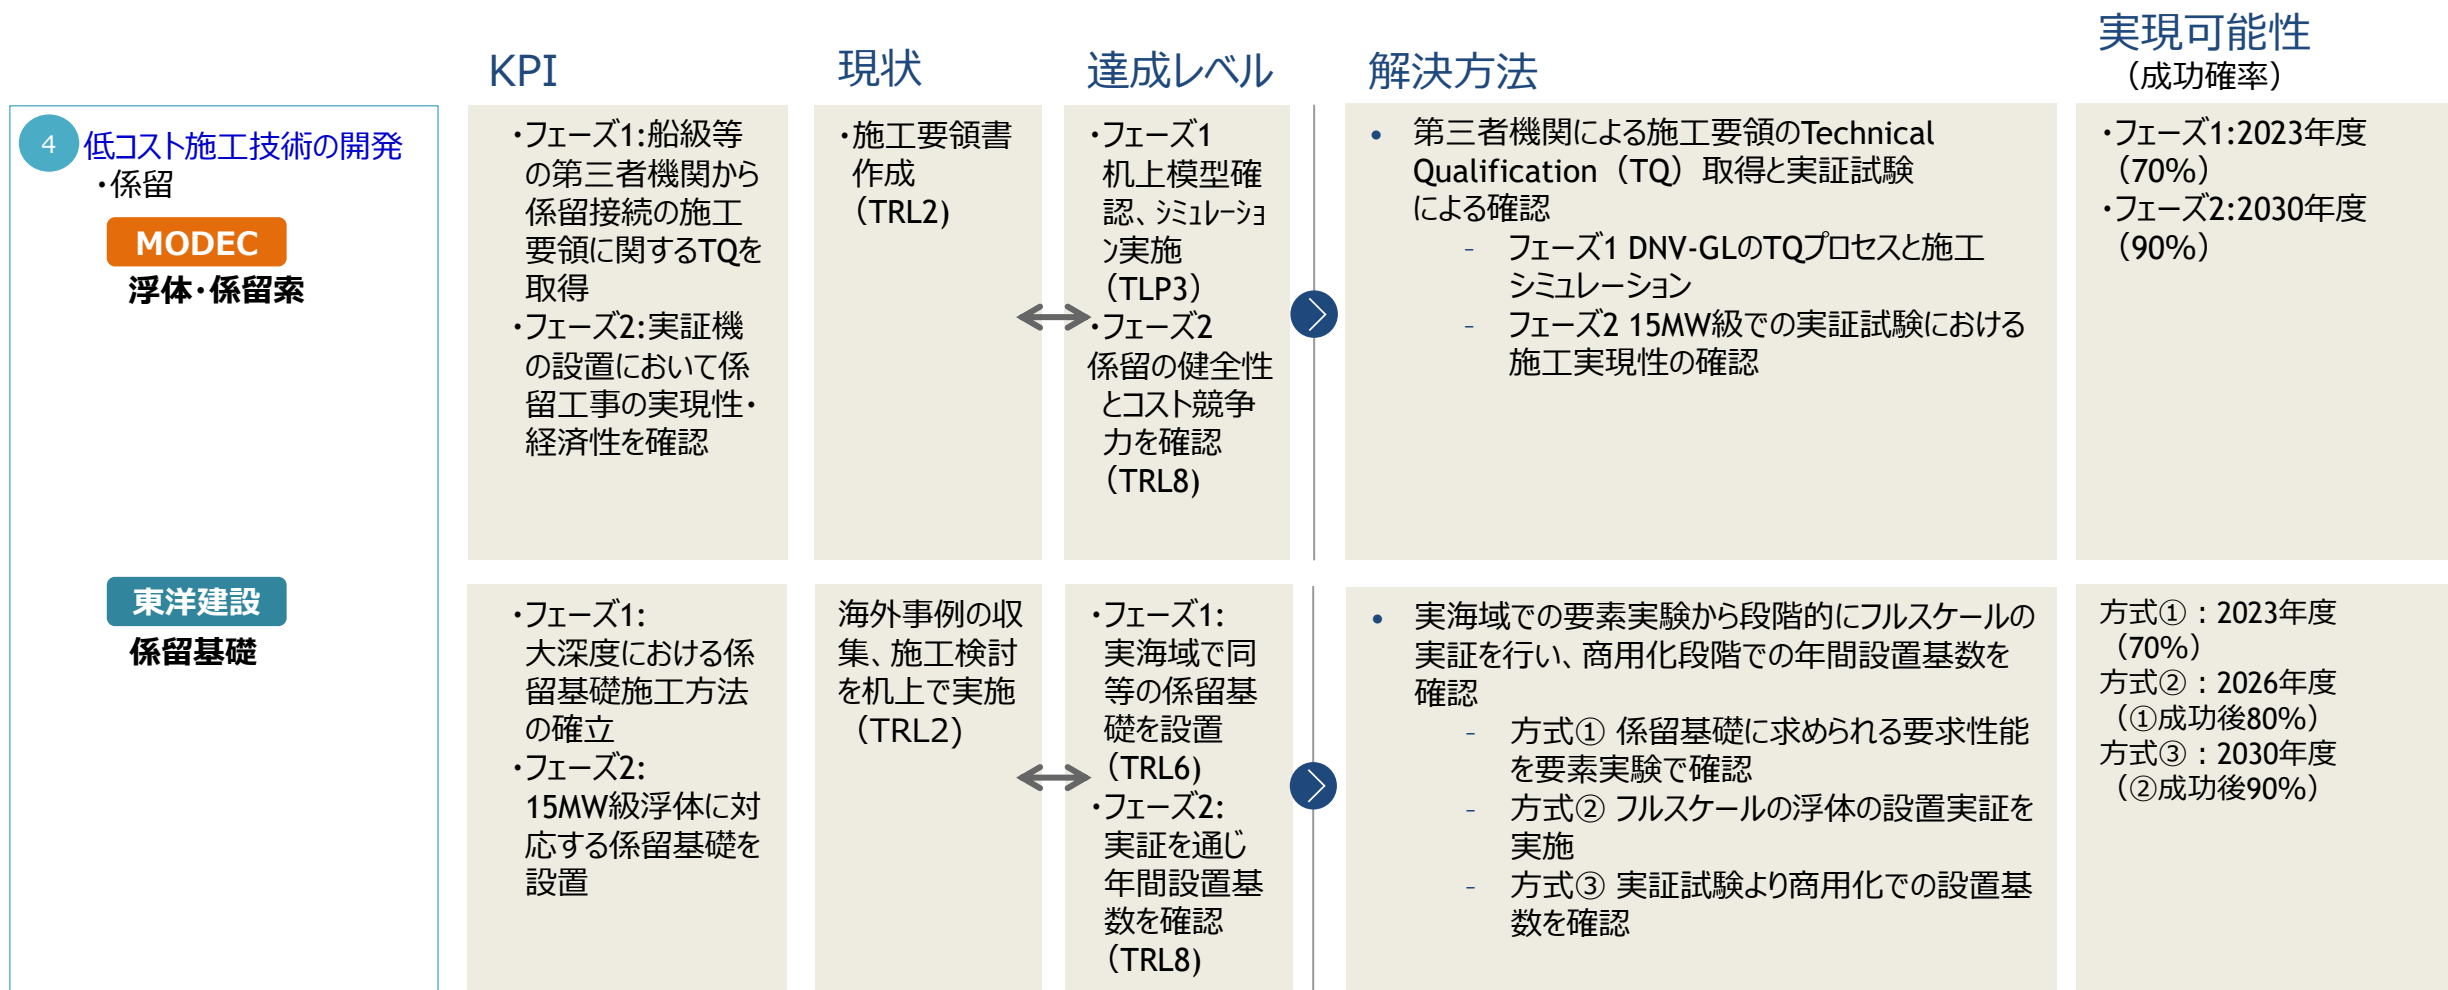 KPI
現状
達成レベル
解決方法
実現可能性
（成功確率）
4
低コスト施工技術の開発
・係留
MODEC
浮体・係留索
・フェーズ1:船級等
の第三者機関から
係留接続の施工
要領に関するTQを
取得
・フェーズ2:実証機
の設置において係
留工事の実現性・
経済性を確認
・施工要領書
作成
（TRL2）
・フェーズ1
机上模型確
認、ｼﾐｭﾚｰｼｮ
ﾝ実施
（TLP3）
・フェーズ2
係留の健全性
とコスト競争
力を確認
（TRL8）
• 第三者機関による施工要領のTechnical
Qualification（TQ）取得と実証試験
による確認
- フェーズ1 DNV-GLのTQプロセスと施工
シミュレーション
- フェーズ2 15MW級での実証試験における
施工実現性の確認
・フェーズ1:2023年度
（70%）
・フェーズ2:2030年度
（90%）
東洋建設
係留基礎
・フェーズ1:
大深度における係
留基礎施工方法
の確立
・フェーズ2:
15MW級浮体に対
応する係留基礎を
設置
海外事例の収
集、施工検討
を机上で実施
（TRL2）
・フェーズ1:
実海域で同
等の係留基
礎を設置
（TRL6）
・フェーズ2:
実証を通じ
年間設置基
数を確認
（TRL8）
• 実海域での要素実験から段階的にフルスケールの
実証を行い、商用化段階での年間設置基数を
確認
- 方式① 係留基礎に求められる要求性能
を要素実験で確認
- 方式② フルスケールの浮体の設置実証を
実施
- 方式③ 実証試験より商用化での設置基
数を確認
方式①：2023年度
（70%）
方式②：2026年度
（①成功後80%）
方式③：2030年度
（②成功後90%）